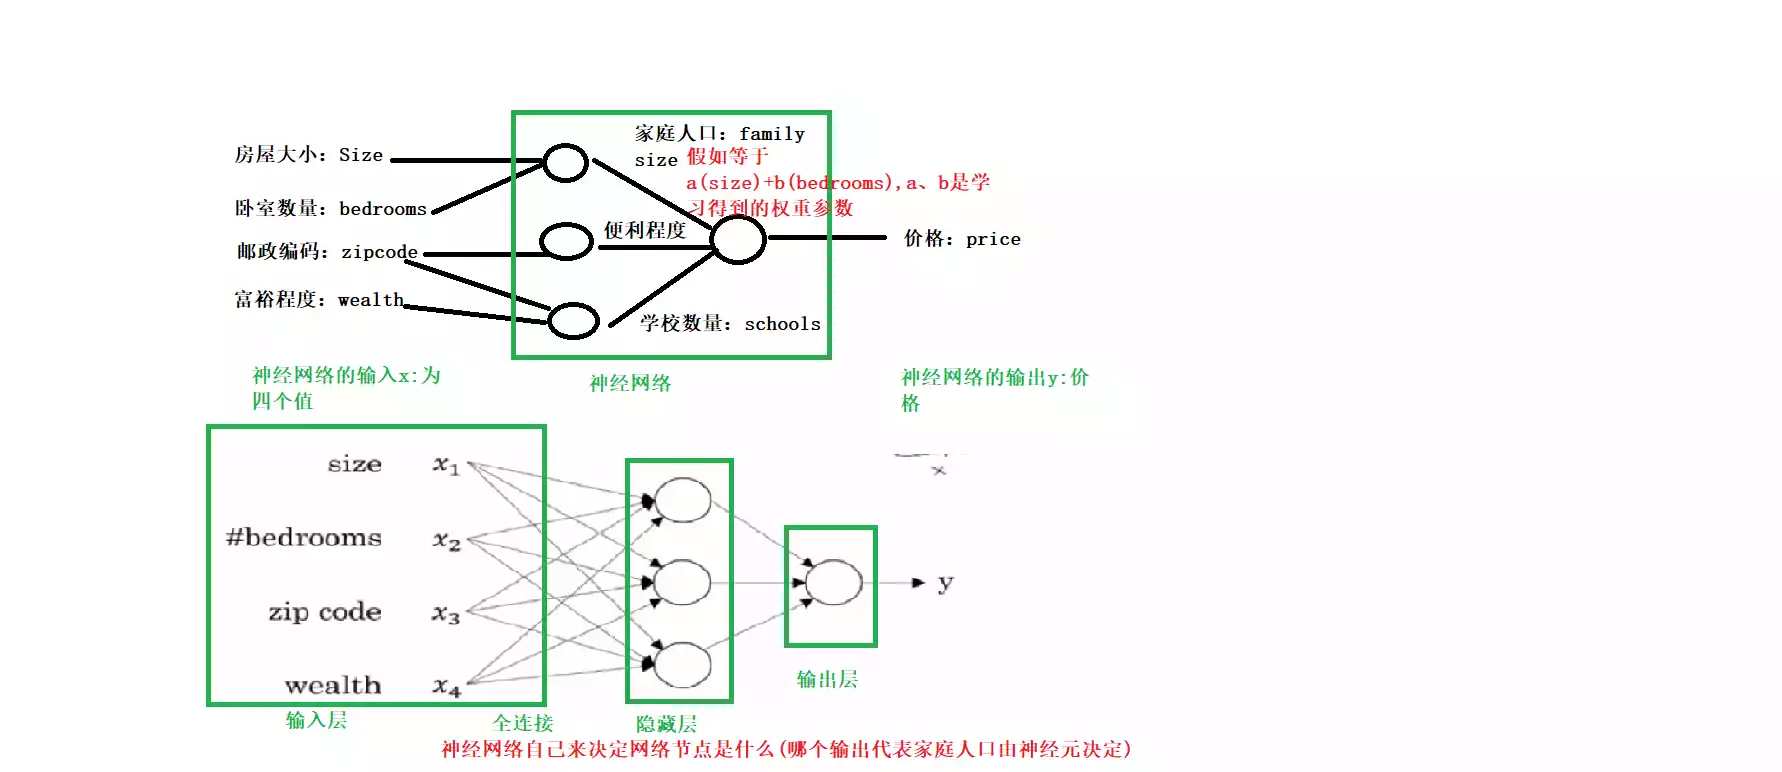 家庭人口：family
size 假如等于
a(size)+b(bedrooms),a、b是学
习得到的权重参数
房屋大小：Size
卧室数量：bedrooms
便利程度
邮政编码：zipcode
价格：price
富裕程度：wealth
学校数量：schools
神经网络的输入x:为
四个值
神经网络
神经网络的输出y:价
格
size x₁
x
#bedrooms x₂
y
zip code x₃
wealth x₄
输出层
输入层
全连接
隐藏层
神经网络自己来决定网络节点是什么(哪个输出代表家庭人口由神经元决定)